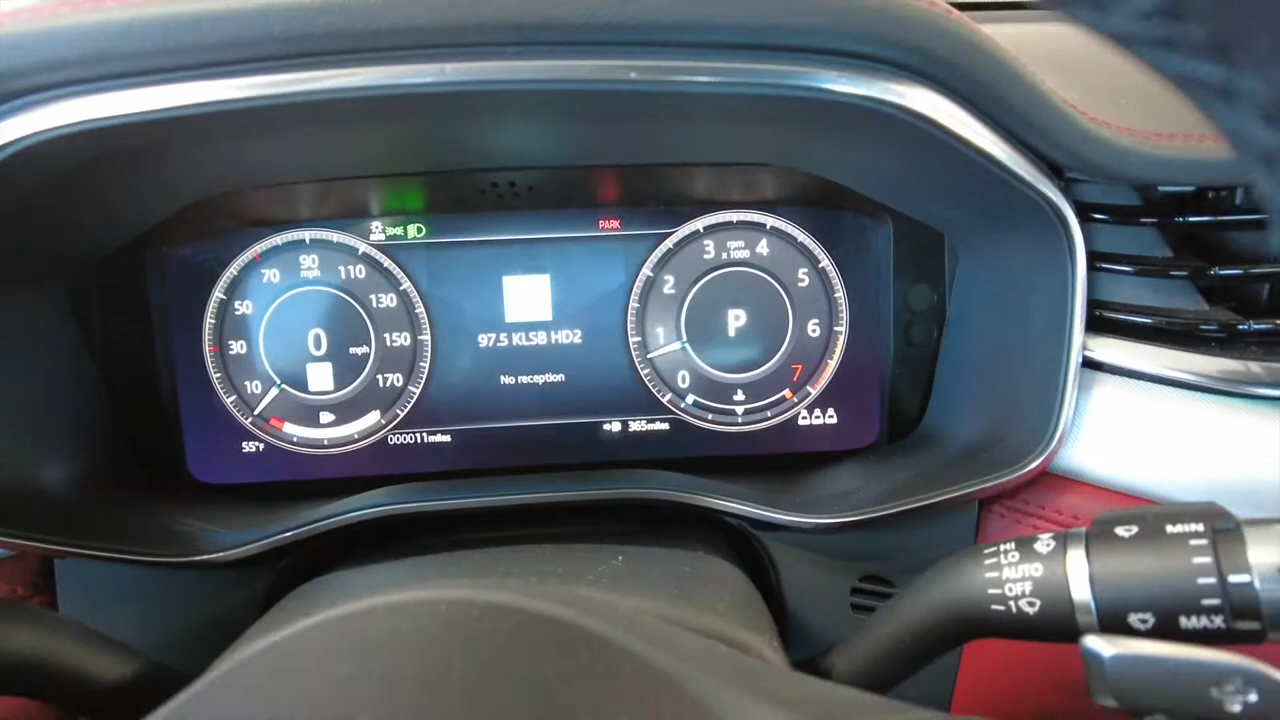 AUTO
PARK
90
mph
70
110
50
130
30
150
10
170
0
mph
97.5 KLSB HD2
No reception
3
rpm
x 1000
4
2
5
1
6
0
7
P
55°F
000011miles
365miles
HI
LO
AUTO
OFF
1
MIN
MAX